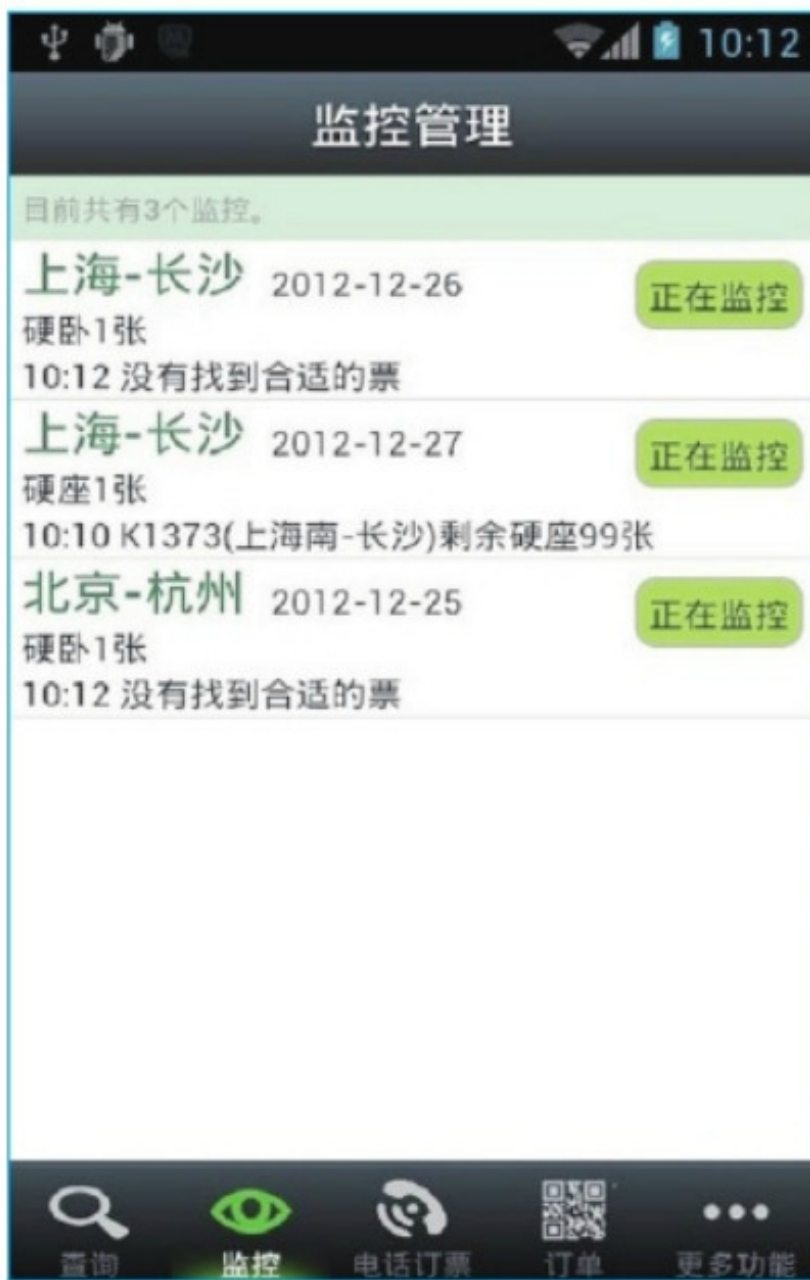 10:12
监控管理
目前共有3个监控。
上海-长沙 2012-12-26 正在监控
硬卧1张
10:12 没有找到合适的票
上海-长沙 2012-12-27 正在监控
硬座1张
10:10 K1373(上海南-长沙)剩余硬座99张
北京-杭州 2012-12-25 正在监控
硬卧1张
10:12 没有找到合适的票
查询 监控 电话订票 订单 更多功能